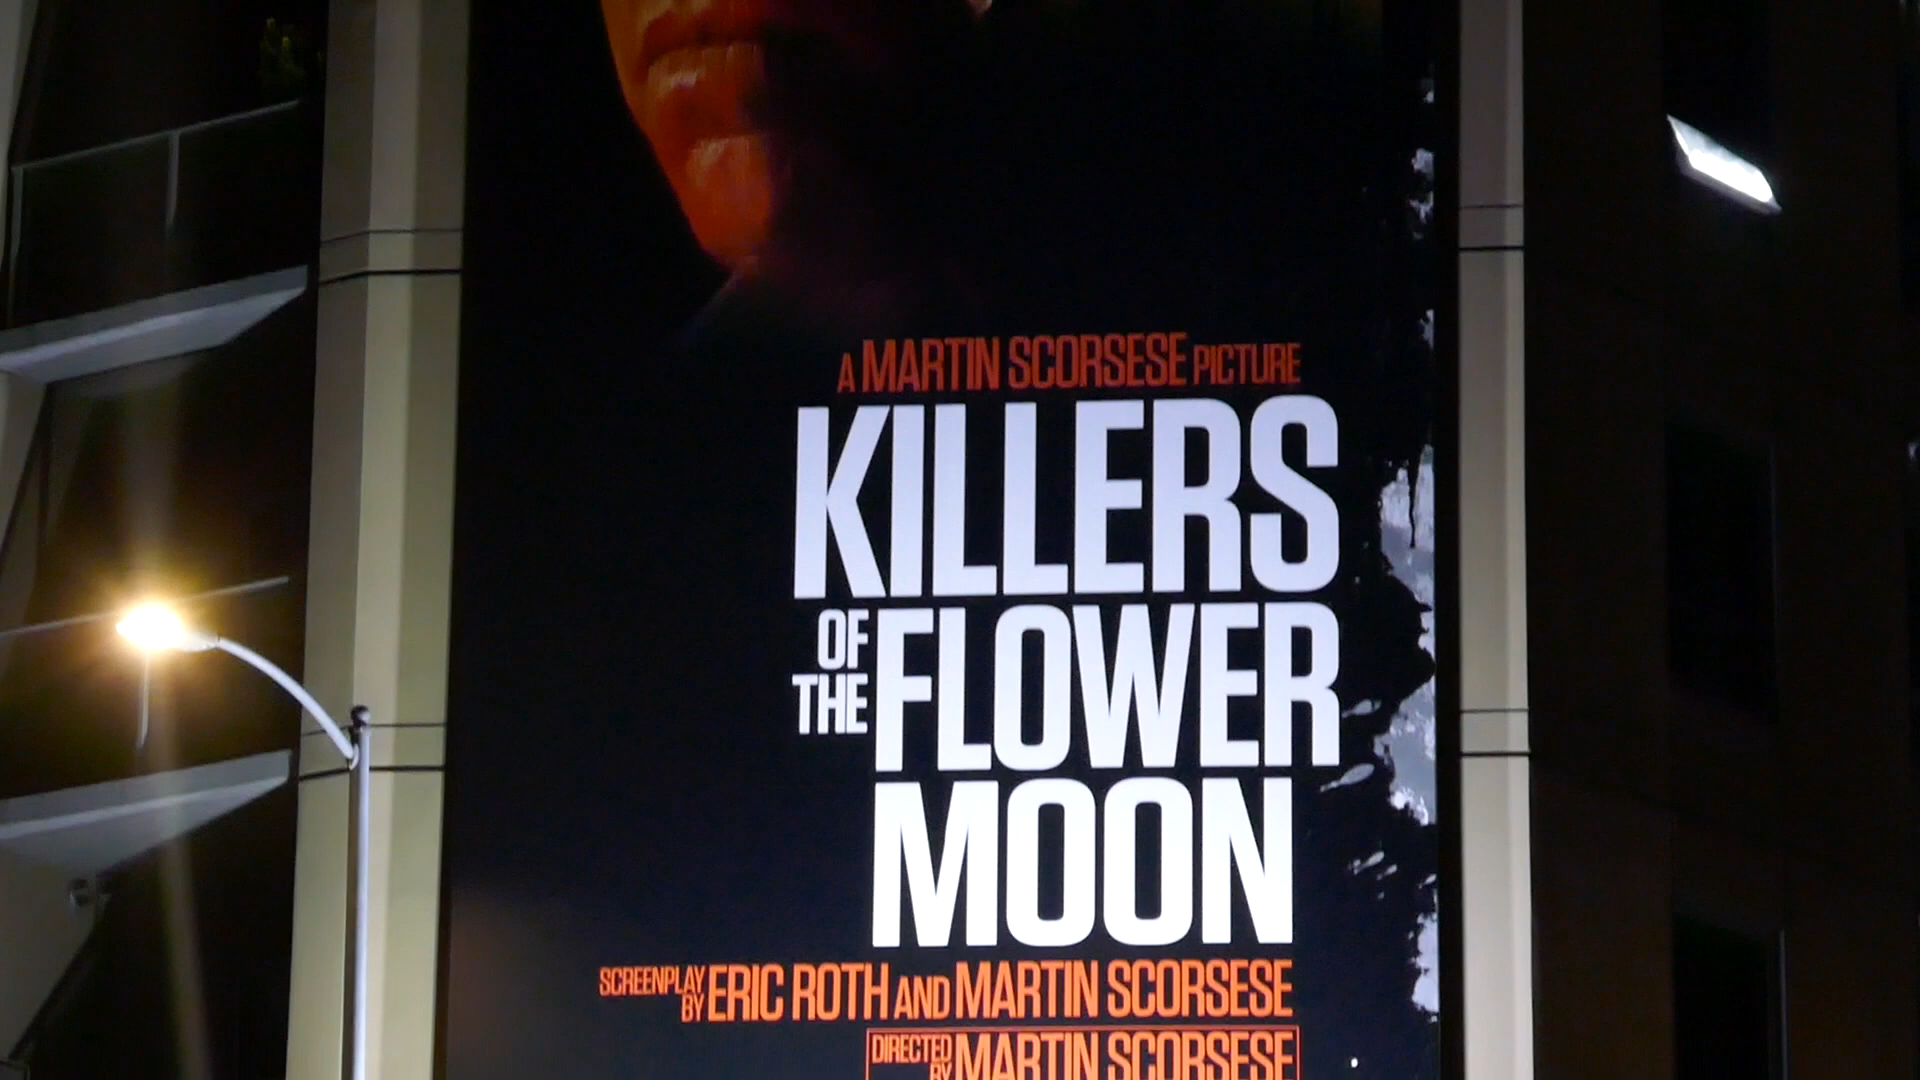 A MARTIN SCORSESE PICTURE
KILLERS
OF THE FLOWER
MOON
SCREENPLAY BY ERIC ROTH AND MARTIN SCORSESE
DIRECTED BY MARTIN SCORSESE